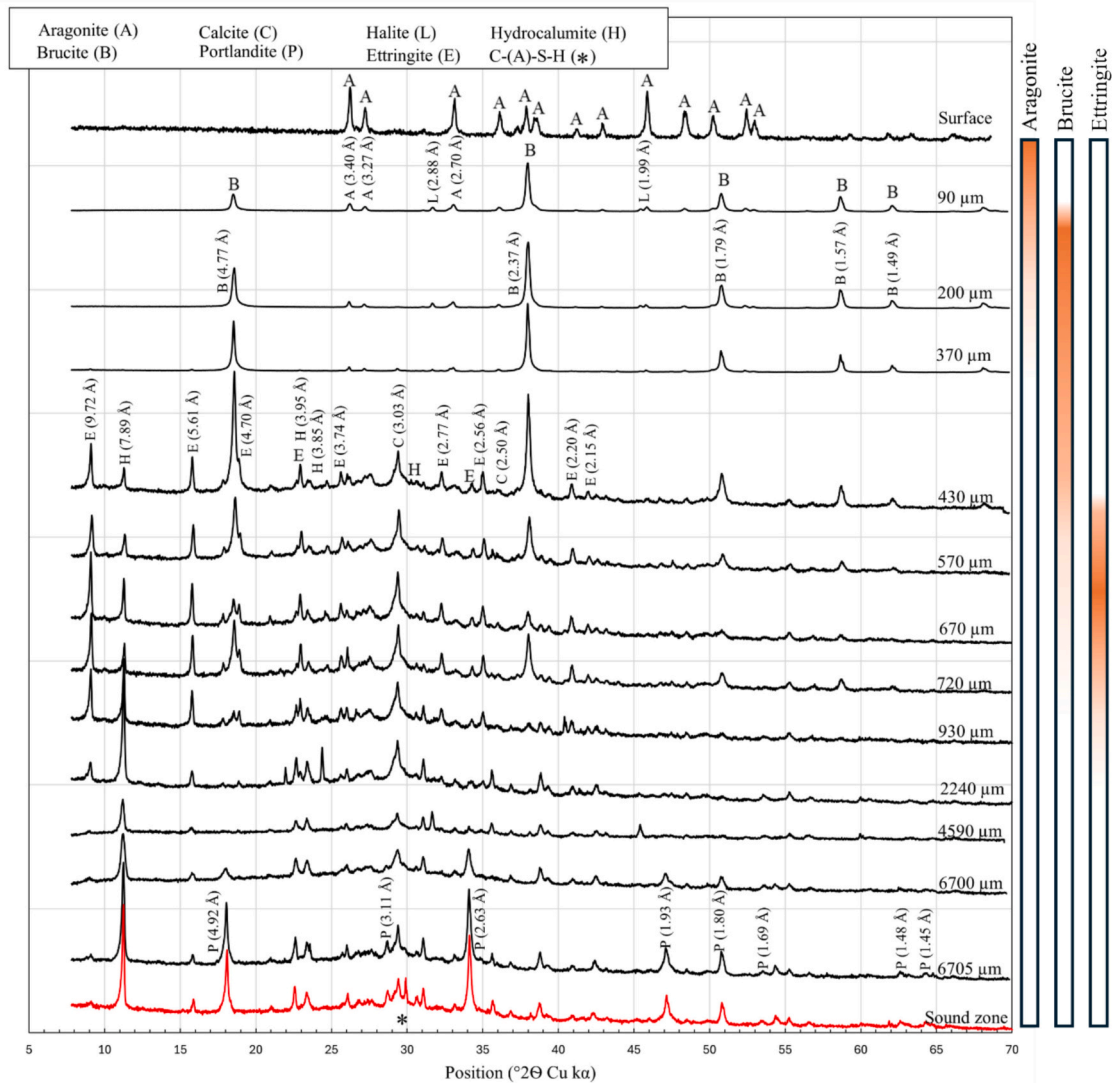 Aragonite (A) Calcite (C) Halite (L) Hydrocalumite (H)
Brucite (B) Portlandite (P) Ettringite (E) C-(A)-S-H (*)
Aragonite
Brucite
Ettringite
A A A A A A A A A A A A A
Surface
A (3.40 Å)
A (3.27 Å)
L (2.88 Å)
A (2.70 Å)
L (1.99 Å)
B B B B B
90 µm
B (4.77 Å)
B (2.37 Å)
B (1.79 Å)
B (1.57 Å)
B (1.49 Å)
200 µm
370 µm
E (9.72 Å)
H (7.89 Å)
E (5.61 Å)
E (4.70 Å)
E
H (3.95 Å)
H (3.85 Å)
E (3.74 Å)
C (3.03 Å)
H
E (2.77 Å)
E
E (2.56 Å)
C (2.50 Å)
E (2.20 Å)
E (2.15 Å)
430 µm
570 µm
670 µm
720 µm
930 µm
2240 µm
4590 µm
6700 µm
P (4.92 Å)
P (3.11 Å)
P (2.63 Å)
P (1.93 Å)
P (1.80 Å)
P (1.69 Å)
P (1.48 Å)
P (1.45 Å)
6705 µm
Sound zone
*
5 10 15 20 25 30 35 40 45 50 55 60 65 70
Position (°2Θ Cu kα)